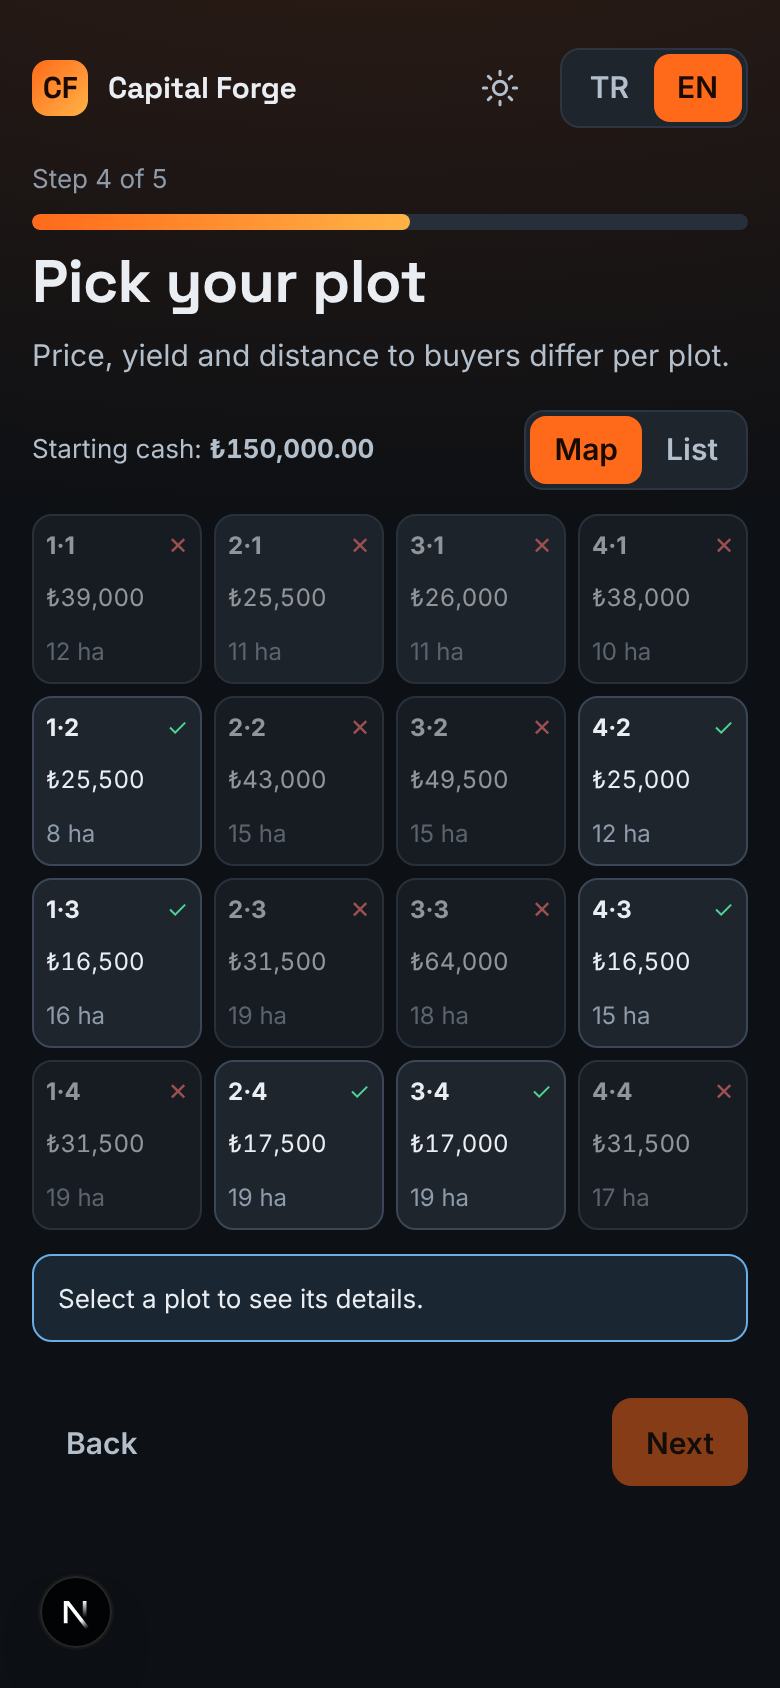 CF Capital Forge TR EN
Step 4 of 5
Pick your plot
Price, yield and distance to buyers differ per plot.
Starting cash: ₺150,000.00 Map List
1·1 ✕ 2·1 ✕ 3·1 ✕ 4·1 ✕
₺39,000 ₺25,500 ₺26,000 ₺38,000
12 ha 11 ha 11 ha 10 ha
1·2 ✓ 2·2 ✕ 3·2 ✕ 4·2 ✓
₺25,500 ₺43,000 ₺49,500 ₺25,000
8 ha 15 ha 15 ha 12 ha
1·3 ✓ 2·3 ✕ 3·3 ✕ 4·3 ✓
₺16,500 ₺31,500 ₺64,000 ₺16,500
16 ha 19 ha 18 ha 15 ha
1·4 ✕ 2·4 ✓ 3·4 ✓ 4·4 ✕
₺31,500 ₺17,500 ₺17,000 ₺31,500
19 ha 19 ha 19 ha 17 ha
Select a plot to see its details.
Back Next
N